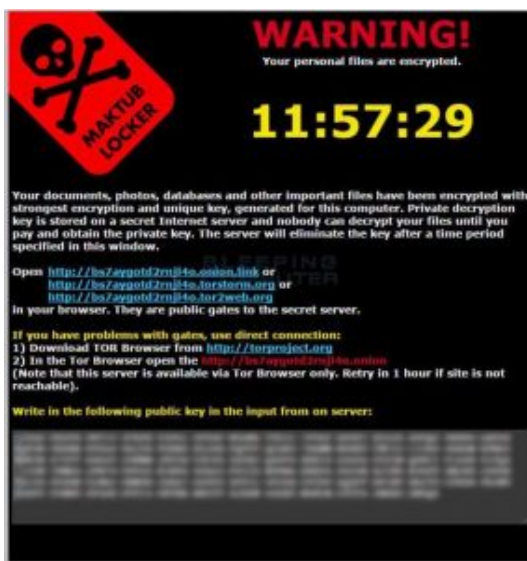 MAKTUB
LOCKER
WARNING!
Your personal files are encrypted.
11:57:29
Your documents, photos, databases and other important files have been encrypted with
strongest encryption and unique key, generated for this computer. Private decryption
key is stored on a secret Internet server and nobody can decrypt your files until you
pay and obtain the private key. The server will eliminate the key after a time period
specified in this window.
BLEEPING
COMPUTER
Open http://bs7aygotd2rnjl4o.onion.link or
http://bs7aygotd2rnjl4o.torstorm.org or
http://bs7aygotd2rnjl4o.tor2web.org
in your browser. They are public gates to the secret server.
If you have problems with gates, use direct connection:
1) Download TOR Browser from http://torproject.org
2) In the Tor Browser open the http://bs7aygotd2rnjl4o.onion
(Note that this server is available via Tor Browser only. Retry in 1 hour if site is not
reachable).
Write in the following public key in the input from on server: